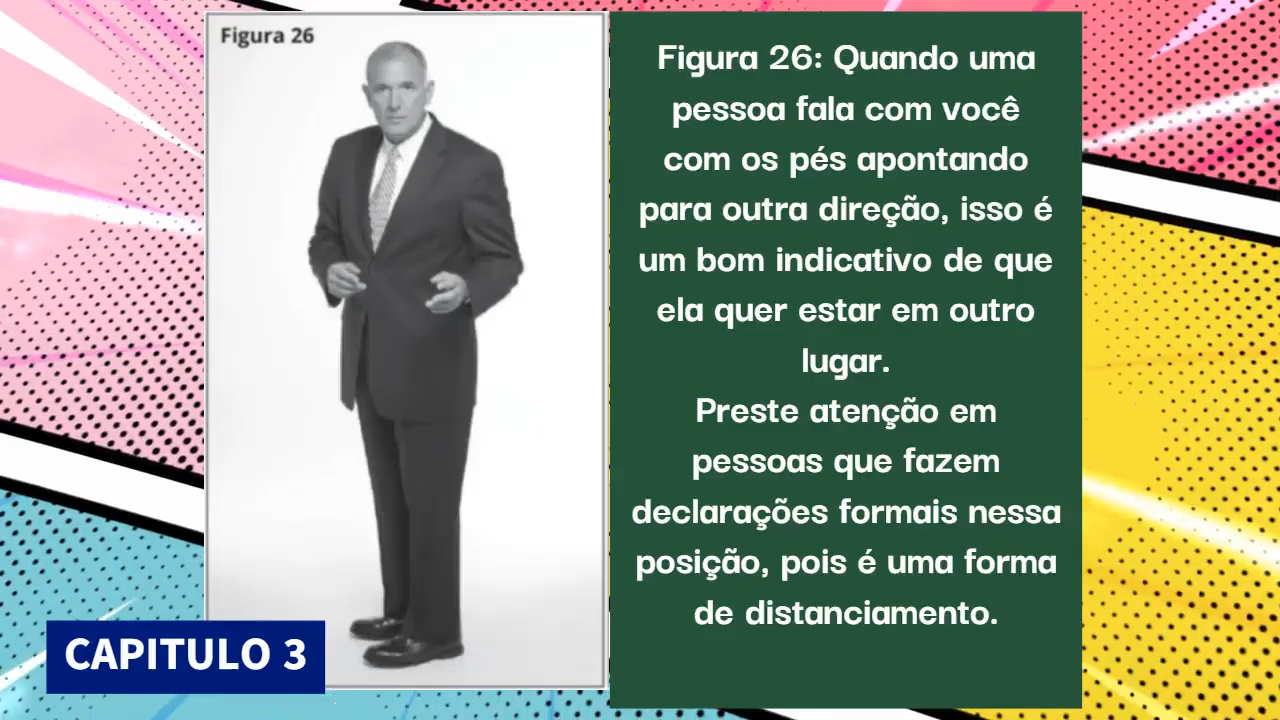 Figura 26
Figura 26: Quando uma
pessoa fala com você
com os pés apontando
para outra direção, isso é
um bom indicativo de que
ela quer estar em outro
lugar.
Preste atenção em
pessoas que fazem
declarações formais nessa
posição, pois é uma forma
de distanciamento.
CAPITULO 3